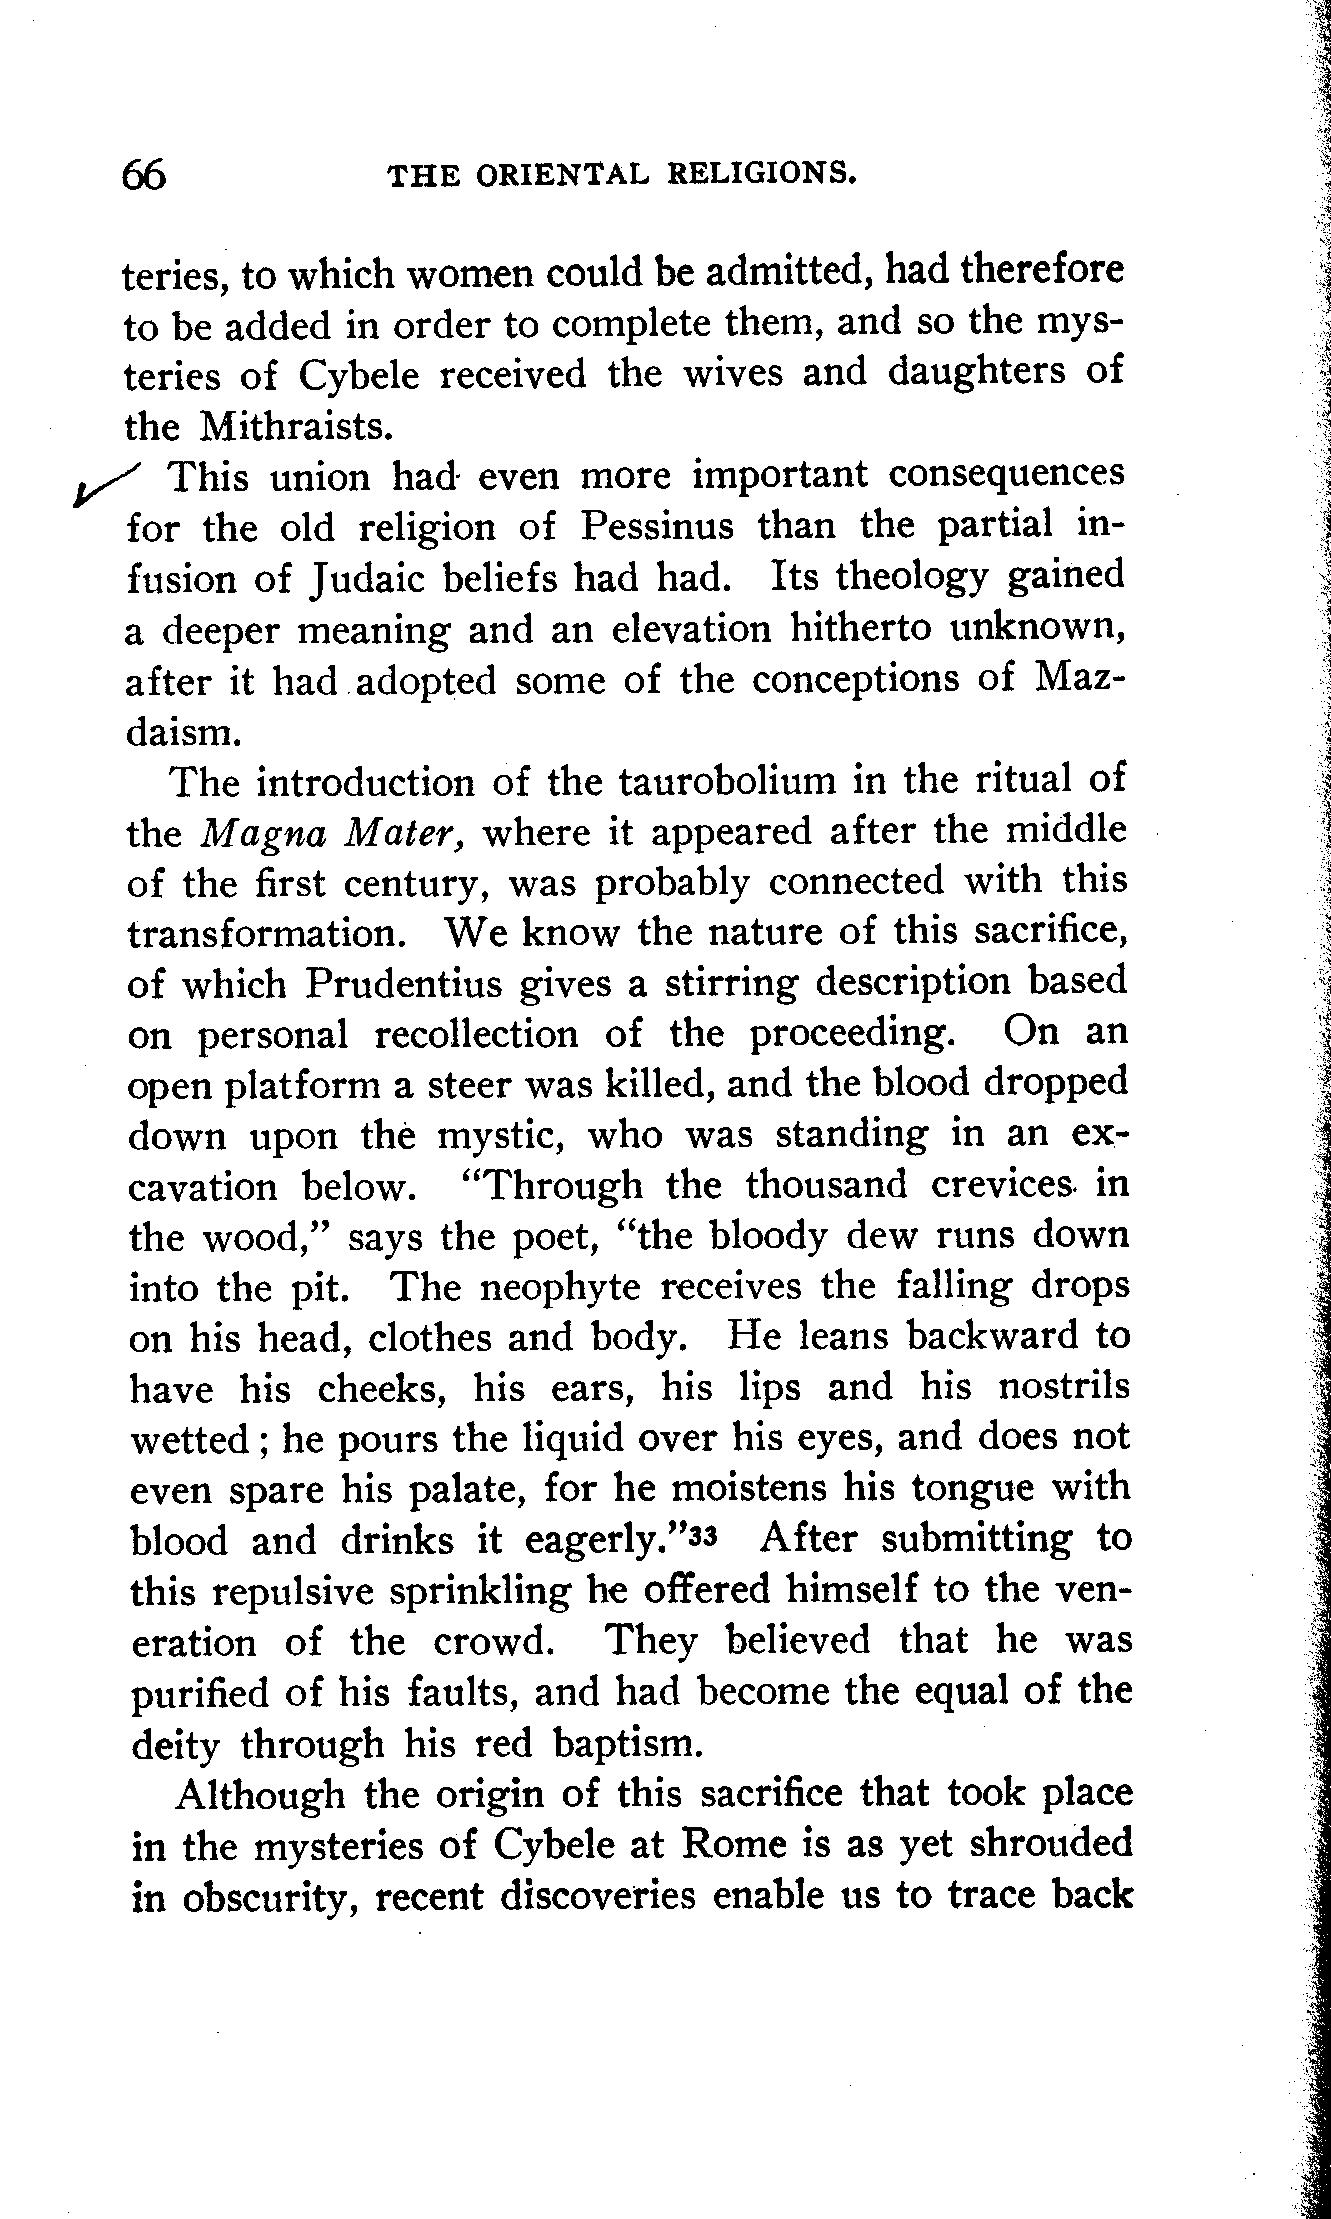 66 THE ORIENTAL RELIGIONS.
teries, to which women could be admitted, had therefore
to be added in order to complete them, and so the mys-
teries of Cybele received the wives and daughters of
the Mithraists.
This union had even more important consequences
for the old religion of Pessinus than the partial in-
fusion of Judaic beliefs had had. Its theology gained
a deeper meaning and an elevation hitherto unknown,
after it had adopted some of the conceptions of Maz-
daism.
The introduction of the taurobolium in the ritual of
the Magna Mater, where it appeared after the middle
of the first century, was probably connected with this
transformation. We know the nature of this sacrifice,
of which Prudentius gives a stirring description based
on personal recollection of the proceeding. On an
open platform a steer was killed, and the blood dropped
down upon the mystic, who was standing in an ex-
cavation below. “Through the thousand crevices in
the wood,” says the poet, “the bloody dew runs down
into the pit. The neophyte receives the falling drops
on his head, clothes and body. He leans backward to
have his cheeks, his ears, his lips and his nostrils
wetted; he pours the liquid over his eyes, and does not
even spare his palate, for he moistens his tongue with
blood and drinks it eagerly.”33 After submitting to
this repulsive sprinkling he offered himself to the ven-
eration of the crowd. They believed that he was
purified of his faults, and had become the equal of the
deity through his red baptism.
Although the origin of this sacrifice that took place
in the mysteries of Cybele at Rome is as yet shrouded
in obscurity, recent discoveries enable us to trace back